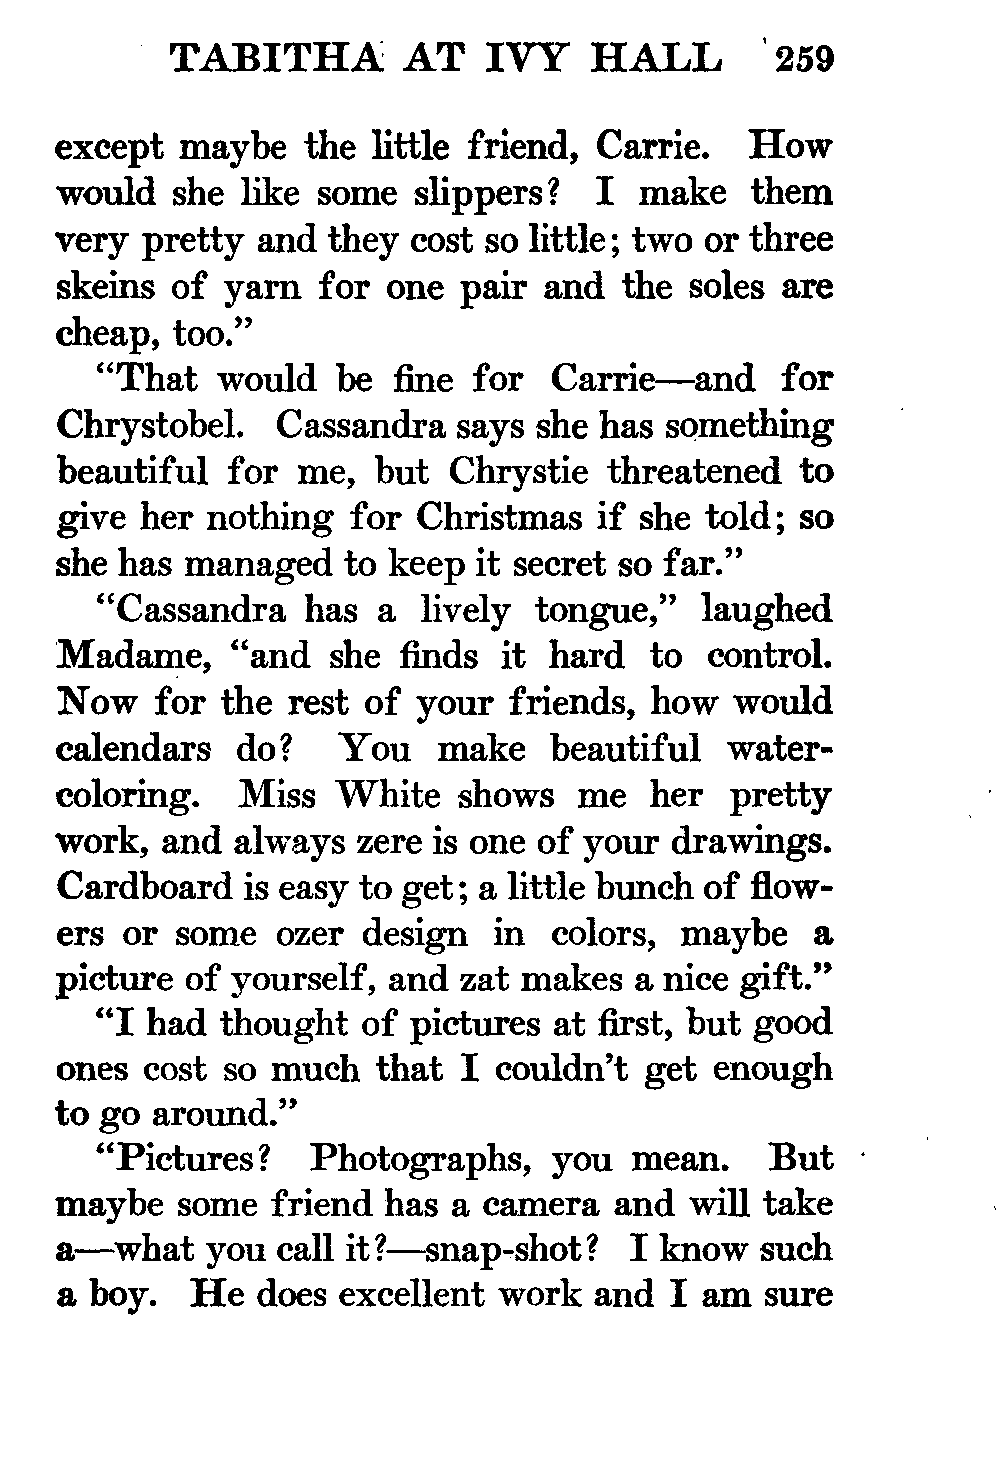 TABITHA AT IVY HALL 259
except maybe the little friend, Carrie. How
would she like some slippers? I make them
very pretty and they cost so little; two or three
skeins of yarn for one pair and the soles are
cheap, too.”
“That would be fine for Carrie—and for
Chrystobel. Cassandra says she has something
beautiful for me, but Chrystie threatened to
give her nothing for Christmas if she told; so
she has managed to keep it secret so far.”
“Cassandra has a lively tongue,” laughed
Madame, “and she finds it hard to control.
Now for the rest of your friends, how would
calendars do? You make beautiful water-
coloring. Miss White shows me her pretty
work, and always zere is one of your drawings.
Cardboard is easy to get; a little bunch of flow-
ers or some ozer design in colors, maybe a
picture of yourself, and zat makes a nice gift.”
“I had thought of pictures at first, but good
ones cost so much that I couldn’t get enough
to go around.”
“Pictures? Photographs, you mean. But
maybe some friend has a camera and will take
a—what you call it?—snap-shot? I know such
a boy. He does excellent work and I am sure